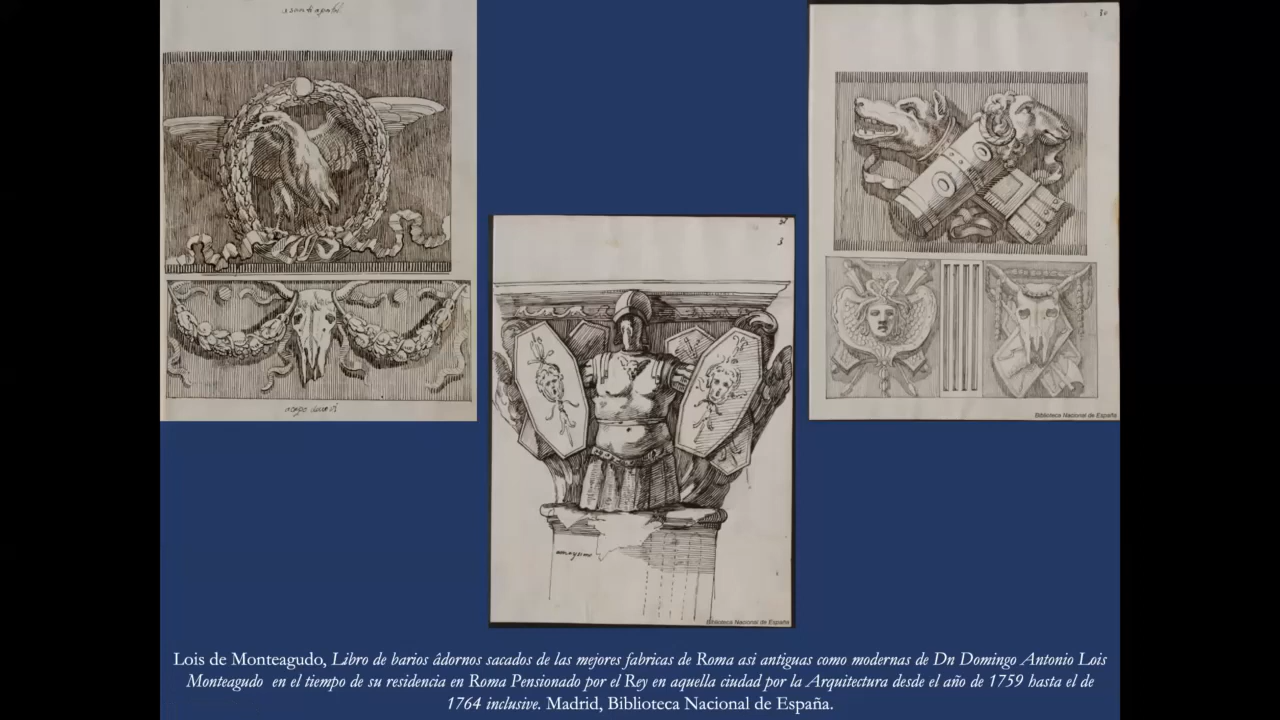 30
3
Biblioteca Nacional de España
Biblioteca Nacional de España
Lois de Monteagudo, Libro de barios âdornos sacados de las mejores fabricas de Roma asi antiguas como modernas de Dn Domingo Antonio Lois
Monteagudo en el tiempo de su residencia en Roma Pensionado por el Rey en aquella ciudad por la Arquitectura desde el año de 1759 hasta el de
1764 inclusive. Madrid, Biblioteca Nacional de España.